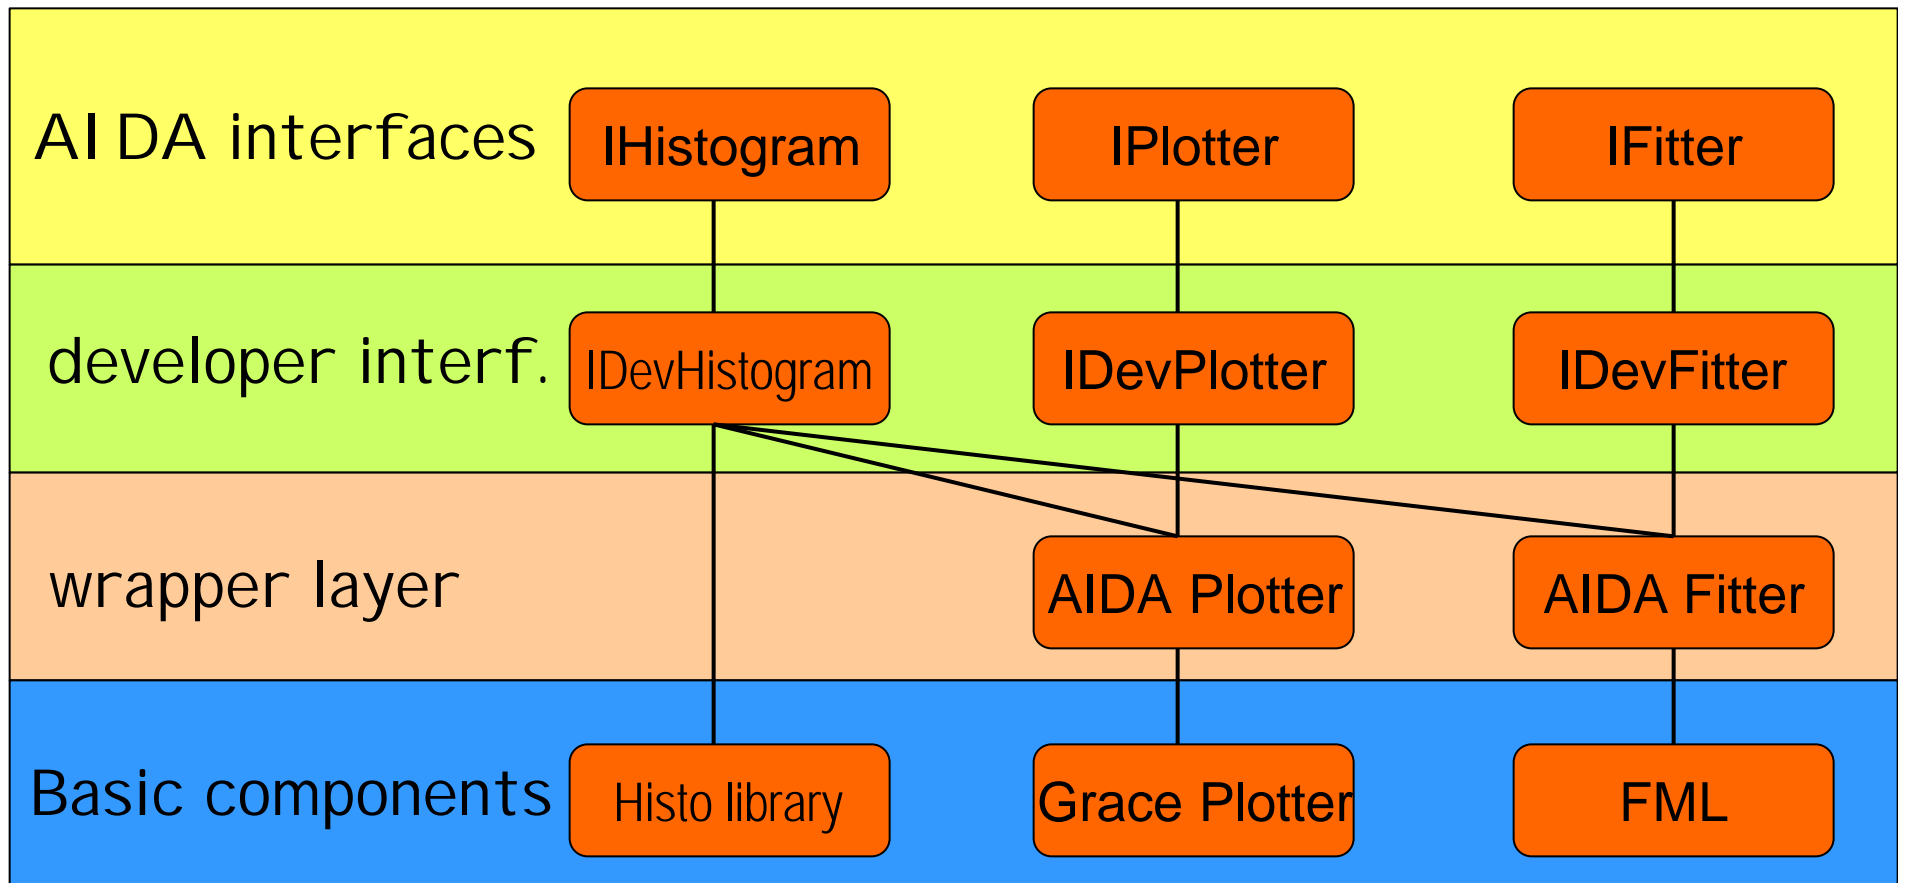 AIDA interfaces
IHistogram
IPlotter
IFitter
developer interf.
IDevHistogram
IDevPlotter
IDevFitter
wrapper layer
AIDA Plotter
AIDA Fitter
Basic components
Histo library
Grace Plotter
FML